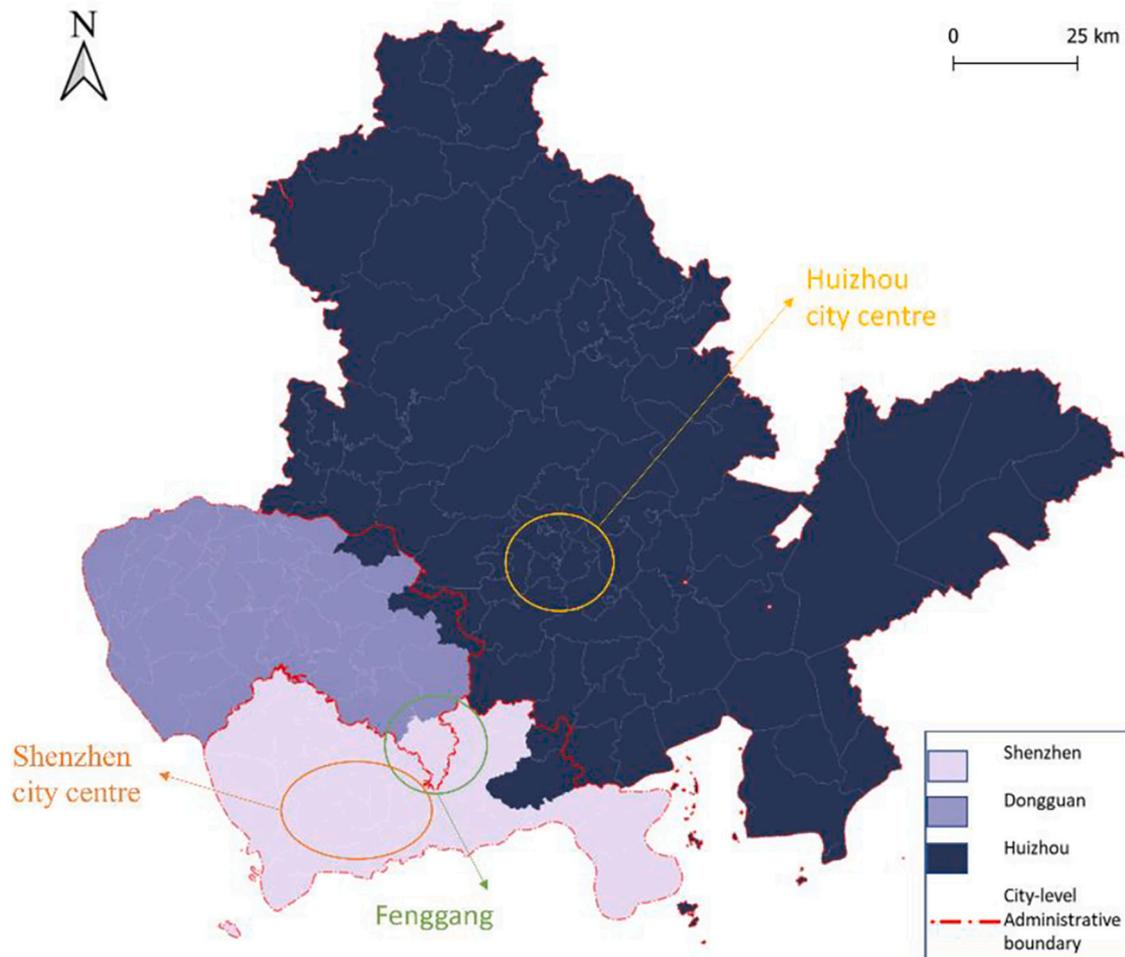 N
0 25 km
Huizhou
city centre
Shenzhen
city centre
Fenggang
Shenzhen
Dongguan
Huizhou
City-level
Administrative
boundary